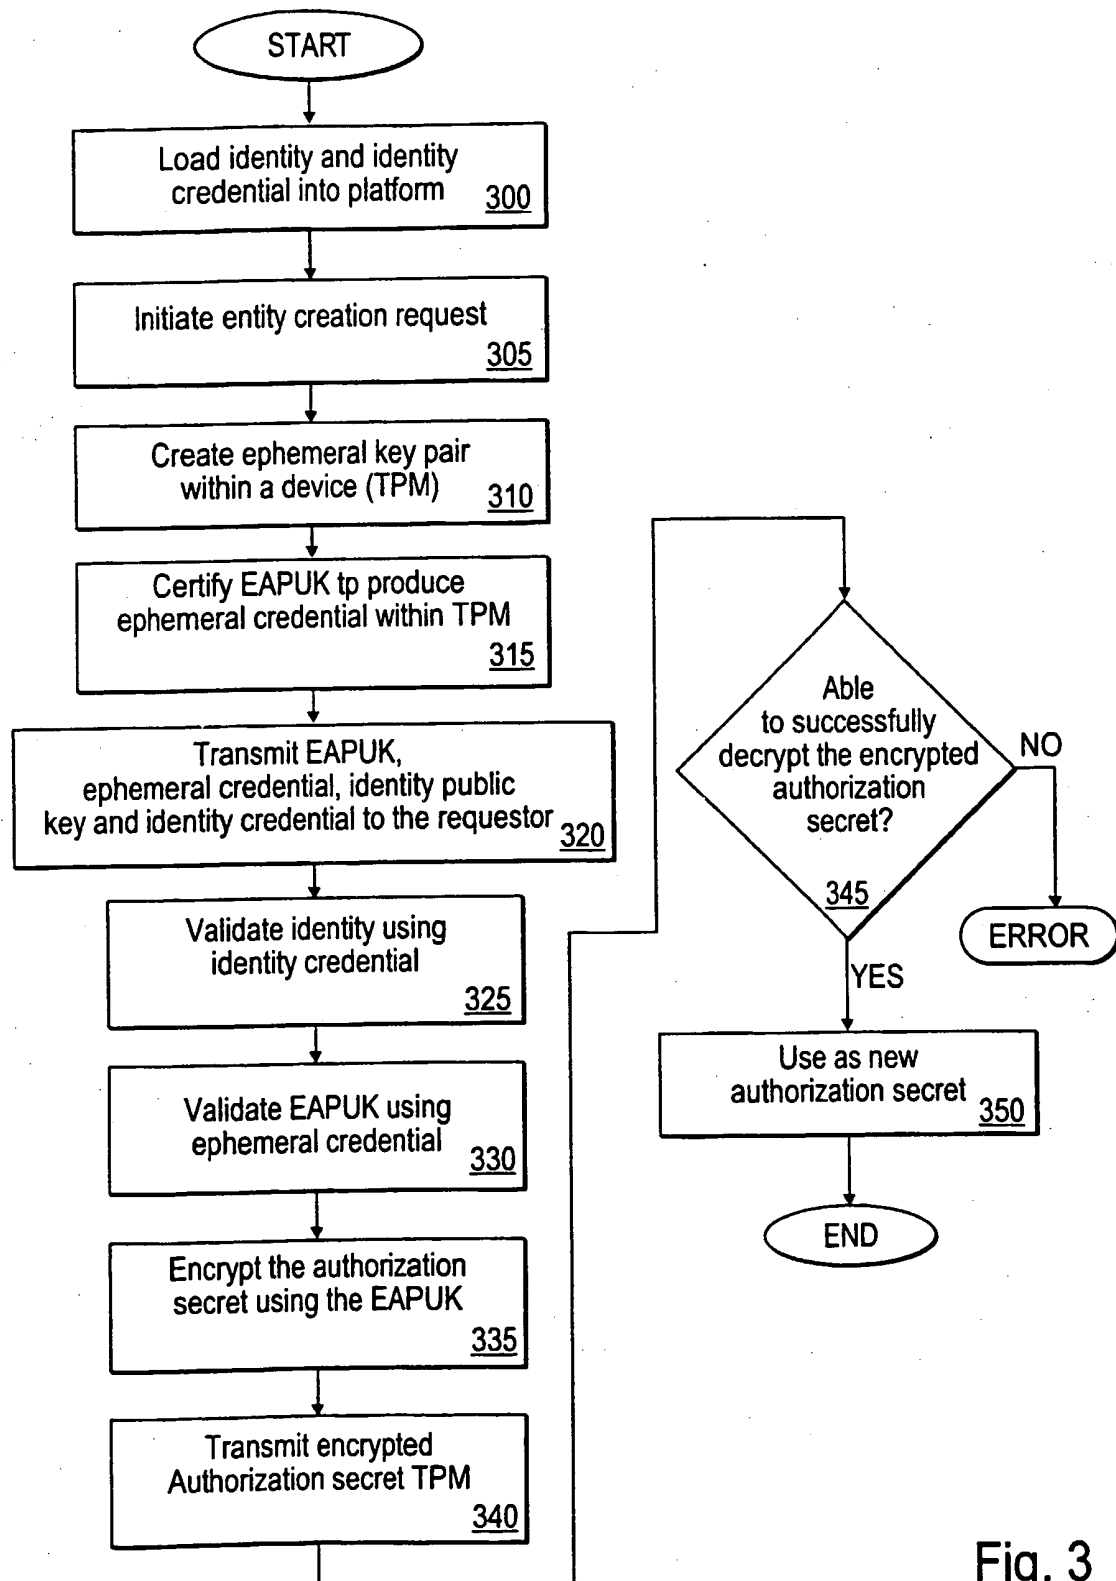 START
Load identity and identity
credential into platform
300
Initiate entity creation request
305
Create ephemeral key pair
within a device (TPM)
310
Certify EAPUK tp produce
ephemeral credential within TPM
315
Transmit EAPUK,
ephemeral credential, identity public
key and identity credential to the requestor
320
Validate identity using
identity credential
325
Validate EAPUK using
ephemeral credential
330
Encrypt the authorization
secret using the EAPUK
335
Transmit encrypted
Authorization secret TPM
340
Able
to successfully
decrypt the encrypted
authorization
secret?
345
NO
ERROR
YES
Use as new
authorization secret
350
END
Fig. 3